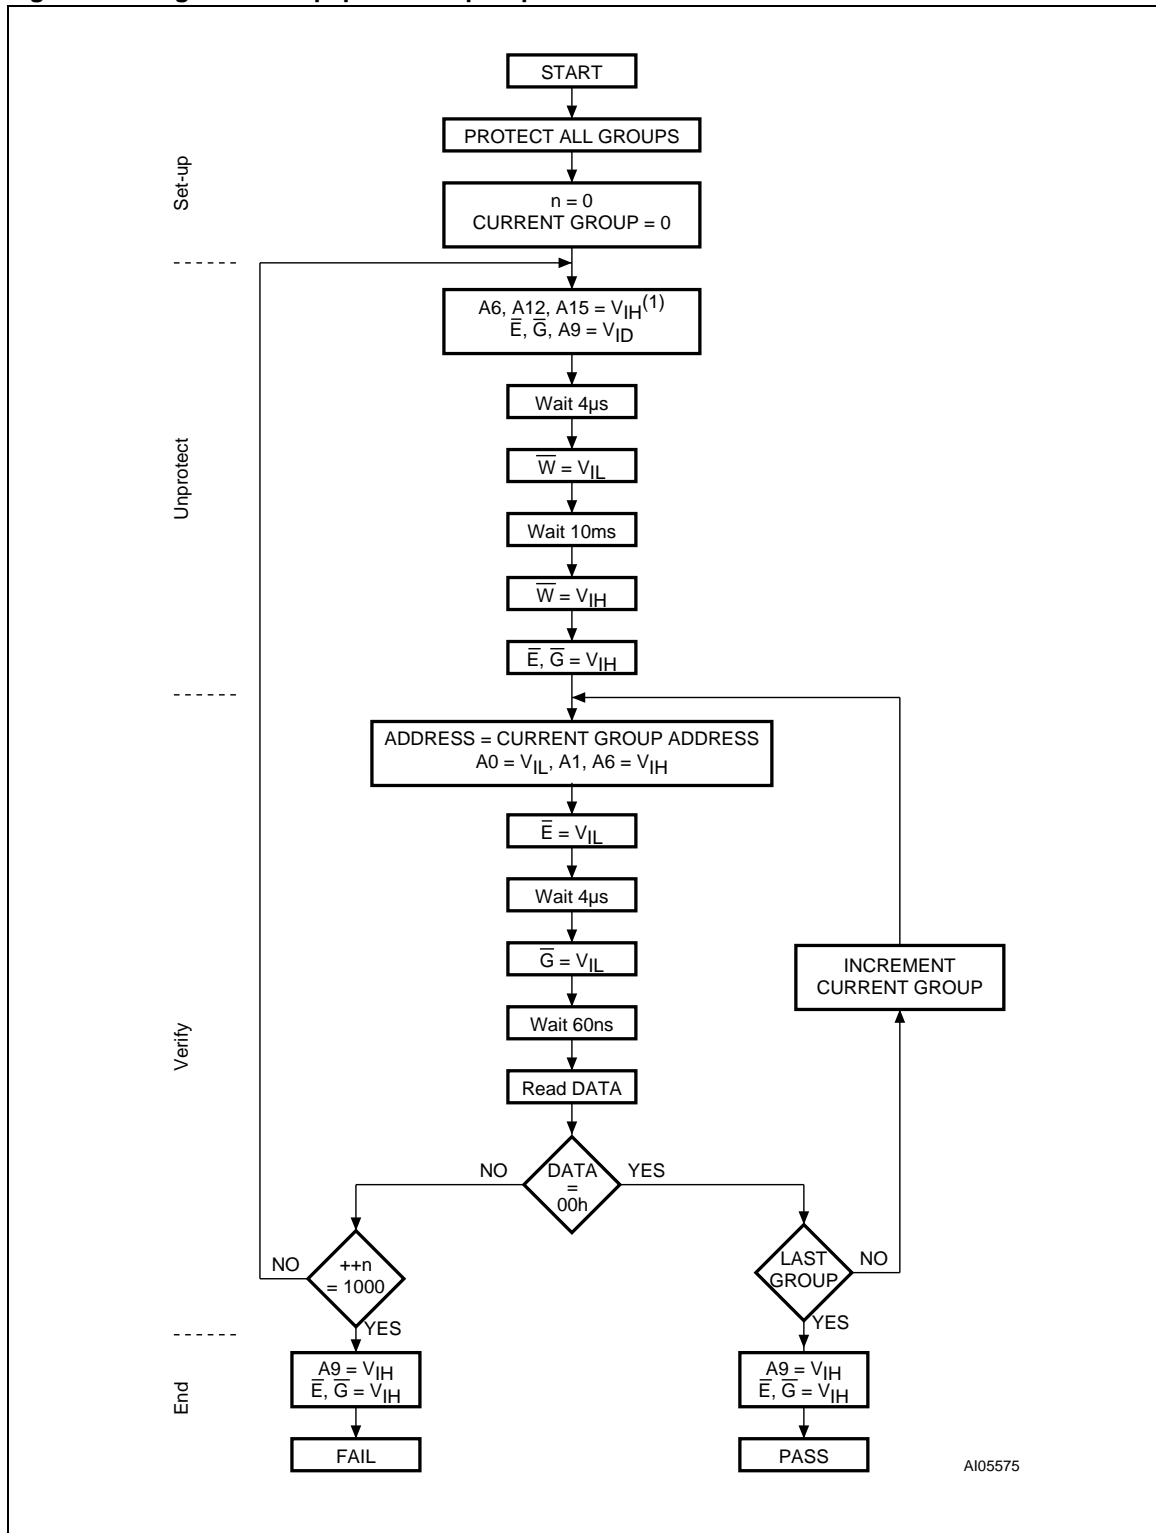 START
PROTECT ALL GROUPS
Set-up
n = 0
CURRENT GROUP = 0
A6, A12, A15 = VIH(1)
E̅, G̅, A9 = VID
Wait 4µs
Unprotect
W̅ = VIL
Wait 10ms
W̅ = VIH
E̅, G̅ = VIH
ADDRESS = CURRENT GROUP ADDRESS
A0 = VIL, A1, A6 = VIH
E̅ = VIL
Wait 4µs
G̅ = VIL
INCREMENT
CURRENT GROUP
Wait 60ns
Verify
Read DATA
NO
DATA
=
00h
YES
NO
++n
= 1000
LAST
GROUP
NO
YES
YES
End
A9 = VIH
E̅, G̅ = VIH
A9 = VIH
E̅, G̅ = VIH
FAIL
PASS
AI05575